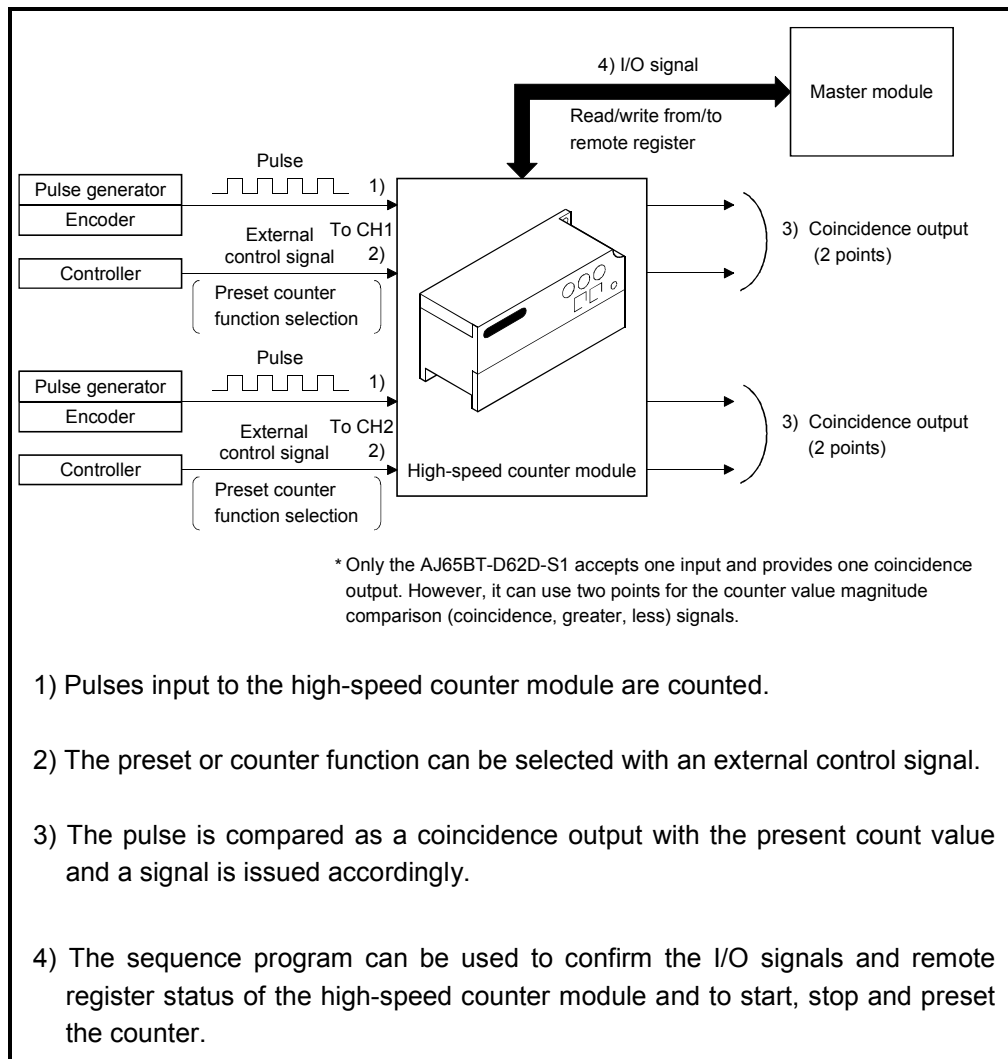 4) I/O signal
Master module
Read/write from/to
remote register
Pulse
1)
Pulse generator
Encoder
External To CH1
control signal 2)
Controller
Preset counter
function selection
3) Coincidence output
(2 points)
Pulse
1)
Pulse generator
Encoder
External To CH2
control signal 2)
Controller
Preset counter
function selection
High-speed counter module
3) Coincidence output
(2 points)
* Only the AJ65BT-D62D-S1 accepts one input and provides one coincidence
output. However, it can use two points for the counter value magnitude
comparison (coincidence, greater, less) signals.
1) Pulses input to the high-speed counter module are counted.
2) The preset or counter function can be selected with an external control signal.
3) The pulse is compared as a coincidence output with the present count value
and a signal is issued accordingly.
4) The sequence program can be used to confirm the I/O signals and remote
register status of the high-speed counter module and to start, stop and preset
the counter.